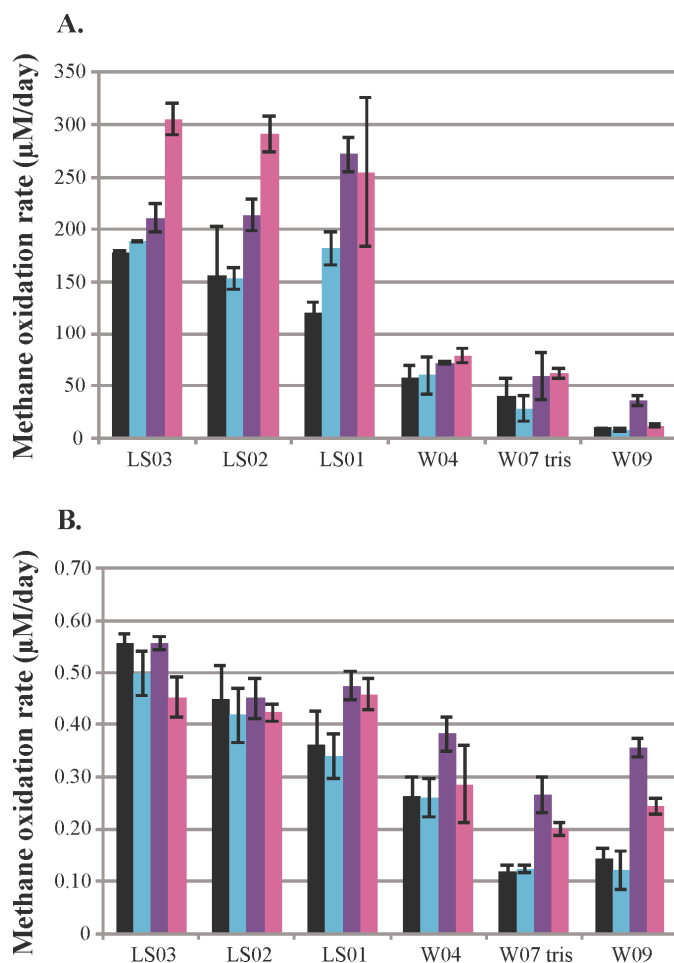 A.
Methane oxidation rate (µM/day)
350
300
250
200
150
100
50
0
LS03 LS02 LS01 W04 W07 tris W09
B.
Methane oxidation rate (µM/day)
0.70
0.60
0.50
0.40
0.30
0.20
0.10
0
LS03 LS02 LS01 W04 W07 tris W09